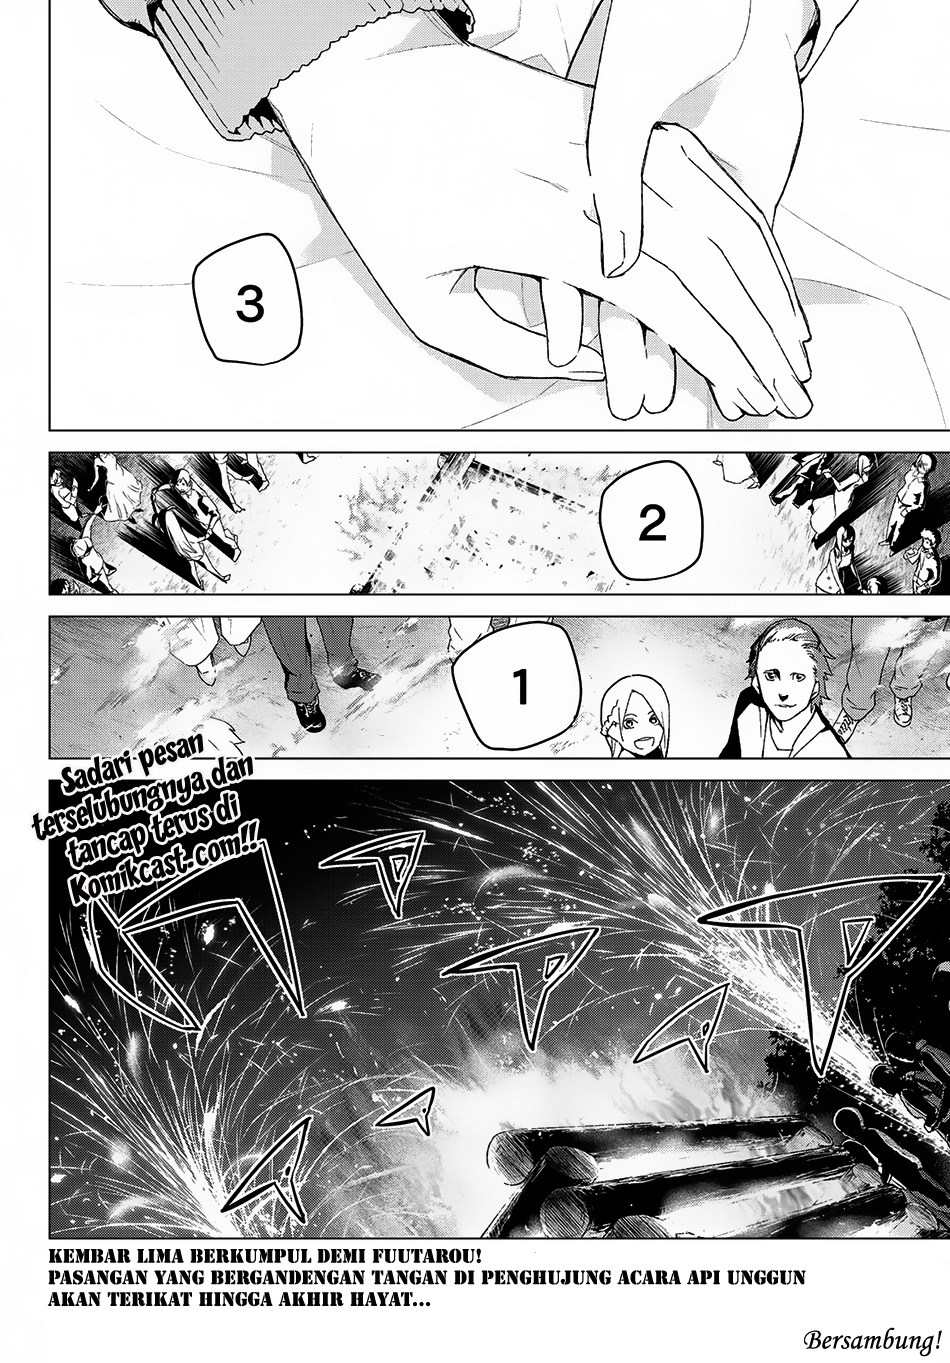 3
2
1
Sadari pesan
terselubungnya dan
tancap terus di
Komikcast.com!!
KEMBAR LIMA BERKUMPUL DEMI FUUTAROU!
PASANGAN YANG BERGANDENGAN TANGAN DI PENGHUJUNG ACARA API UNGGUN
AKAN TERIKAT HINGGA AKHIR HAYAT...
Bersambung!